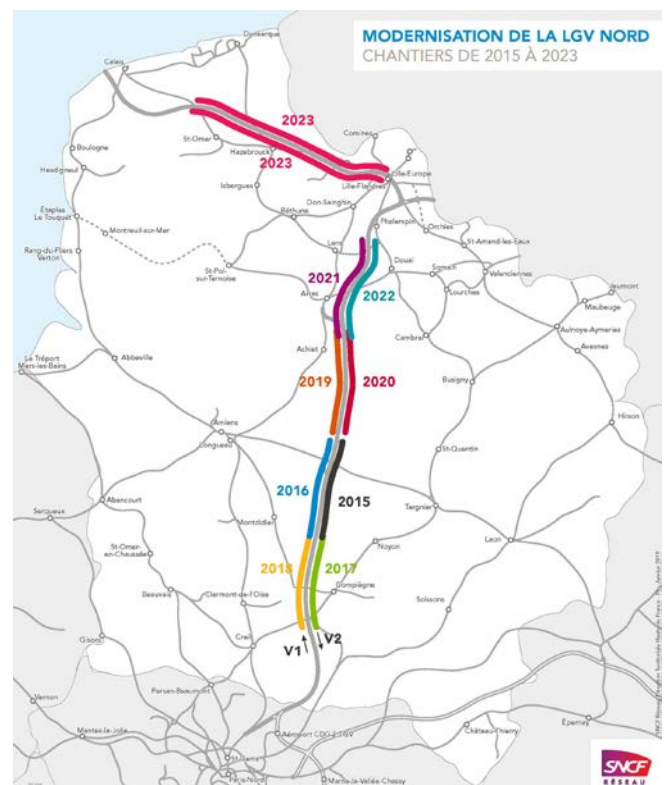 MODERNISATION DE LA LGV NORD
CHANTIERS DE 2015 À 2023
Dunkerque
Calais
2023
Comines
St-Omer
Boulogne
Hazebrouck
2023
Lille-Europe
Hesdigneul
Isbergues
Lille-Flandres
Don-Sainghin
Étaples
Le Touquet
Béthune
Phalempin
Orchies
Montreuil-sur-Mer
Lens
St-Amand-les-Eaux
Rang-du-Fliers
Verton
St-Pol-
sur-Ternoise
2021
Douai
Somain
Valenciennes
Arras
2022
Lourches
Jeumont
Maubeuge
Cambrai
Aulnoye-Aymeries
Achiet
Avesnes
Le Tréport
Mers-les-Bains
Abbeville
2019
2020
Busigny
Hirson
Amiens
Longueau
St-Quentin
2016
2015
Abancourt
Tergnier
Serqueux
Montdidier
Laon
St-Omer-
en-Chaussée
Noyon
2018
2017
Compiègne
Beauvais
Clermont-de-l'Oise
Soissons
Creil
V1
V2
Gisors
Persan-Beaumont
Vernon
Mantes-la-Jolie
Aéroport CDG 2 TGV
Château-Thierry
Épernay
St-Denis
Paris-Nord
Marne-la-Vallée-Chessy
SNCF
RÉSEAU